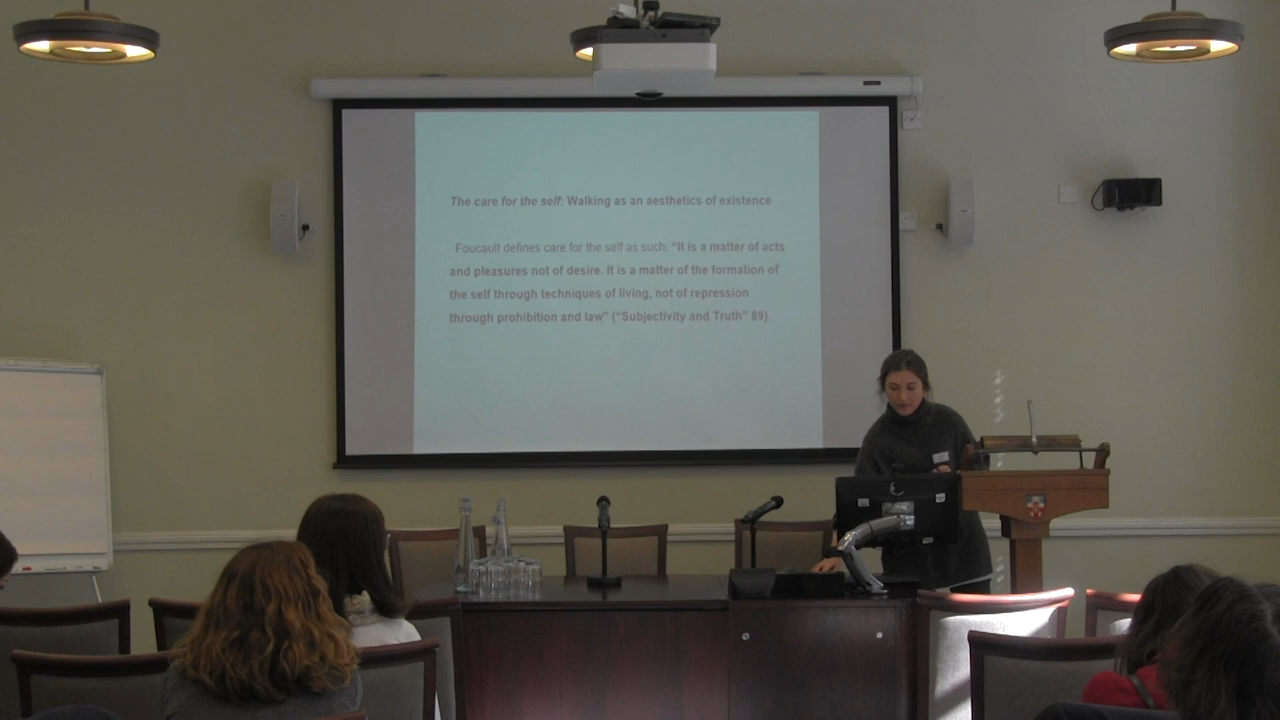 The care for the self: Walking as an aesthetics of existence
Foucault defines care for the self as such: “It is a matter of acts
and pleasures not of desire. It is a matter of the formation of
the self through techniques of living, not of repression
through prohibition and law” (“Subjectivity and Truth” 89).